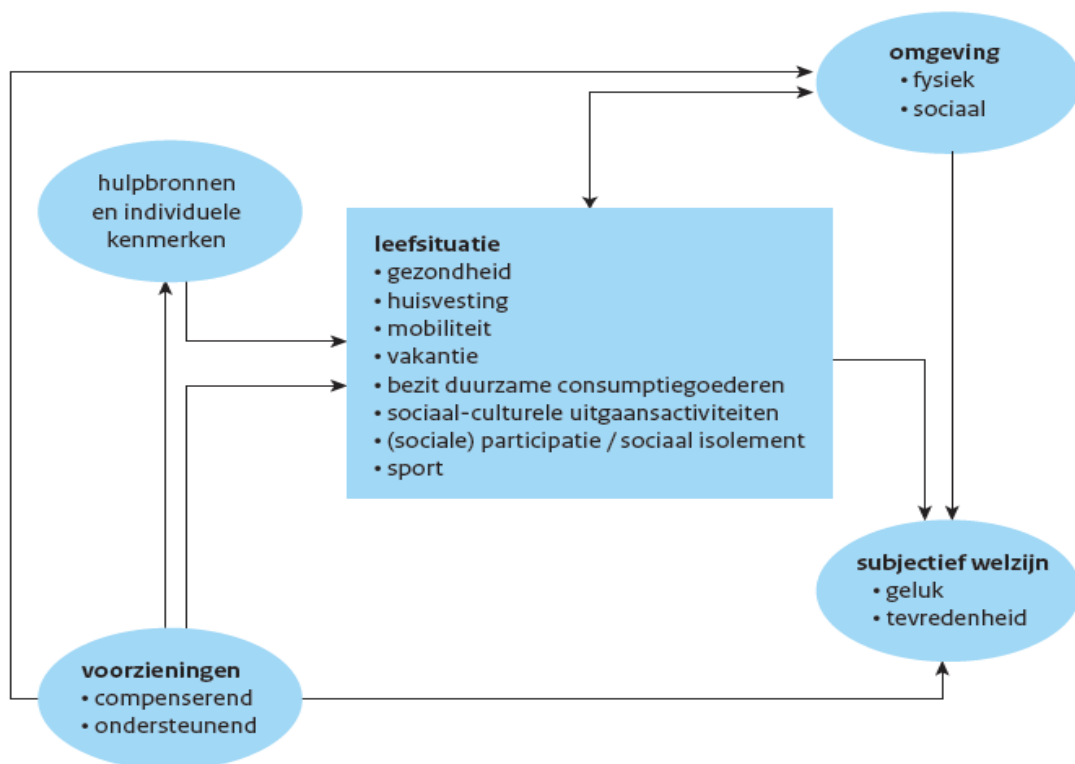 omgeving
• fysiek
• sociaal
hulpbronnen
en individuele
kenmerken
leefsituatie
• gezondheid
• huisvesting
• mobiliteit
• vakantie
• bezit duurzame consumptiegoederen
• sociaal-culturele uitgaansactiviteiten
• (sociale) participatie / sociaal isolement
• sport
subjectief welzijn
• geluk
• tevredenheid
voorzieningen
• compenserend
• ondersteunend